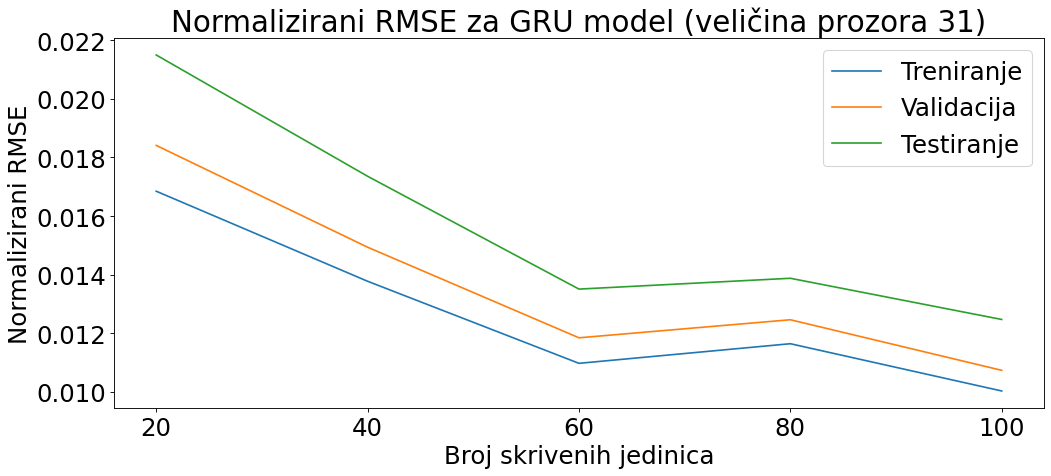 Normalizirani RMSE za GRU model (veličina prozora 31)
Normalizirani RMSE
0.022
0.020
0.018
0.016
0.014
0.012
0.010
Treniranje
Validacija
Testiranje
20 40 60 80 100
Broj skrivenih jedinica